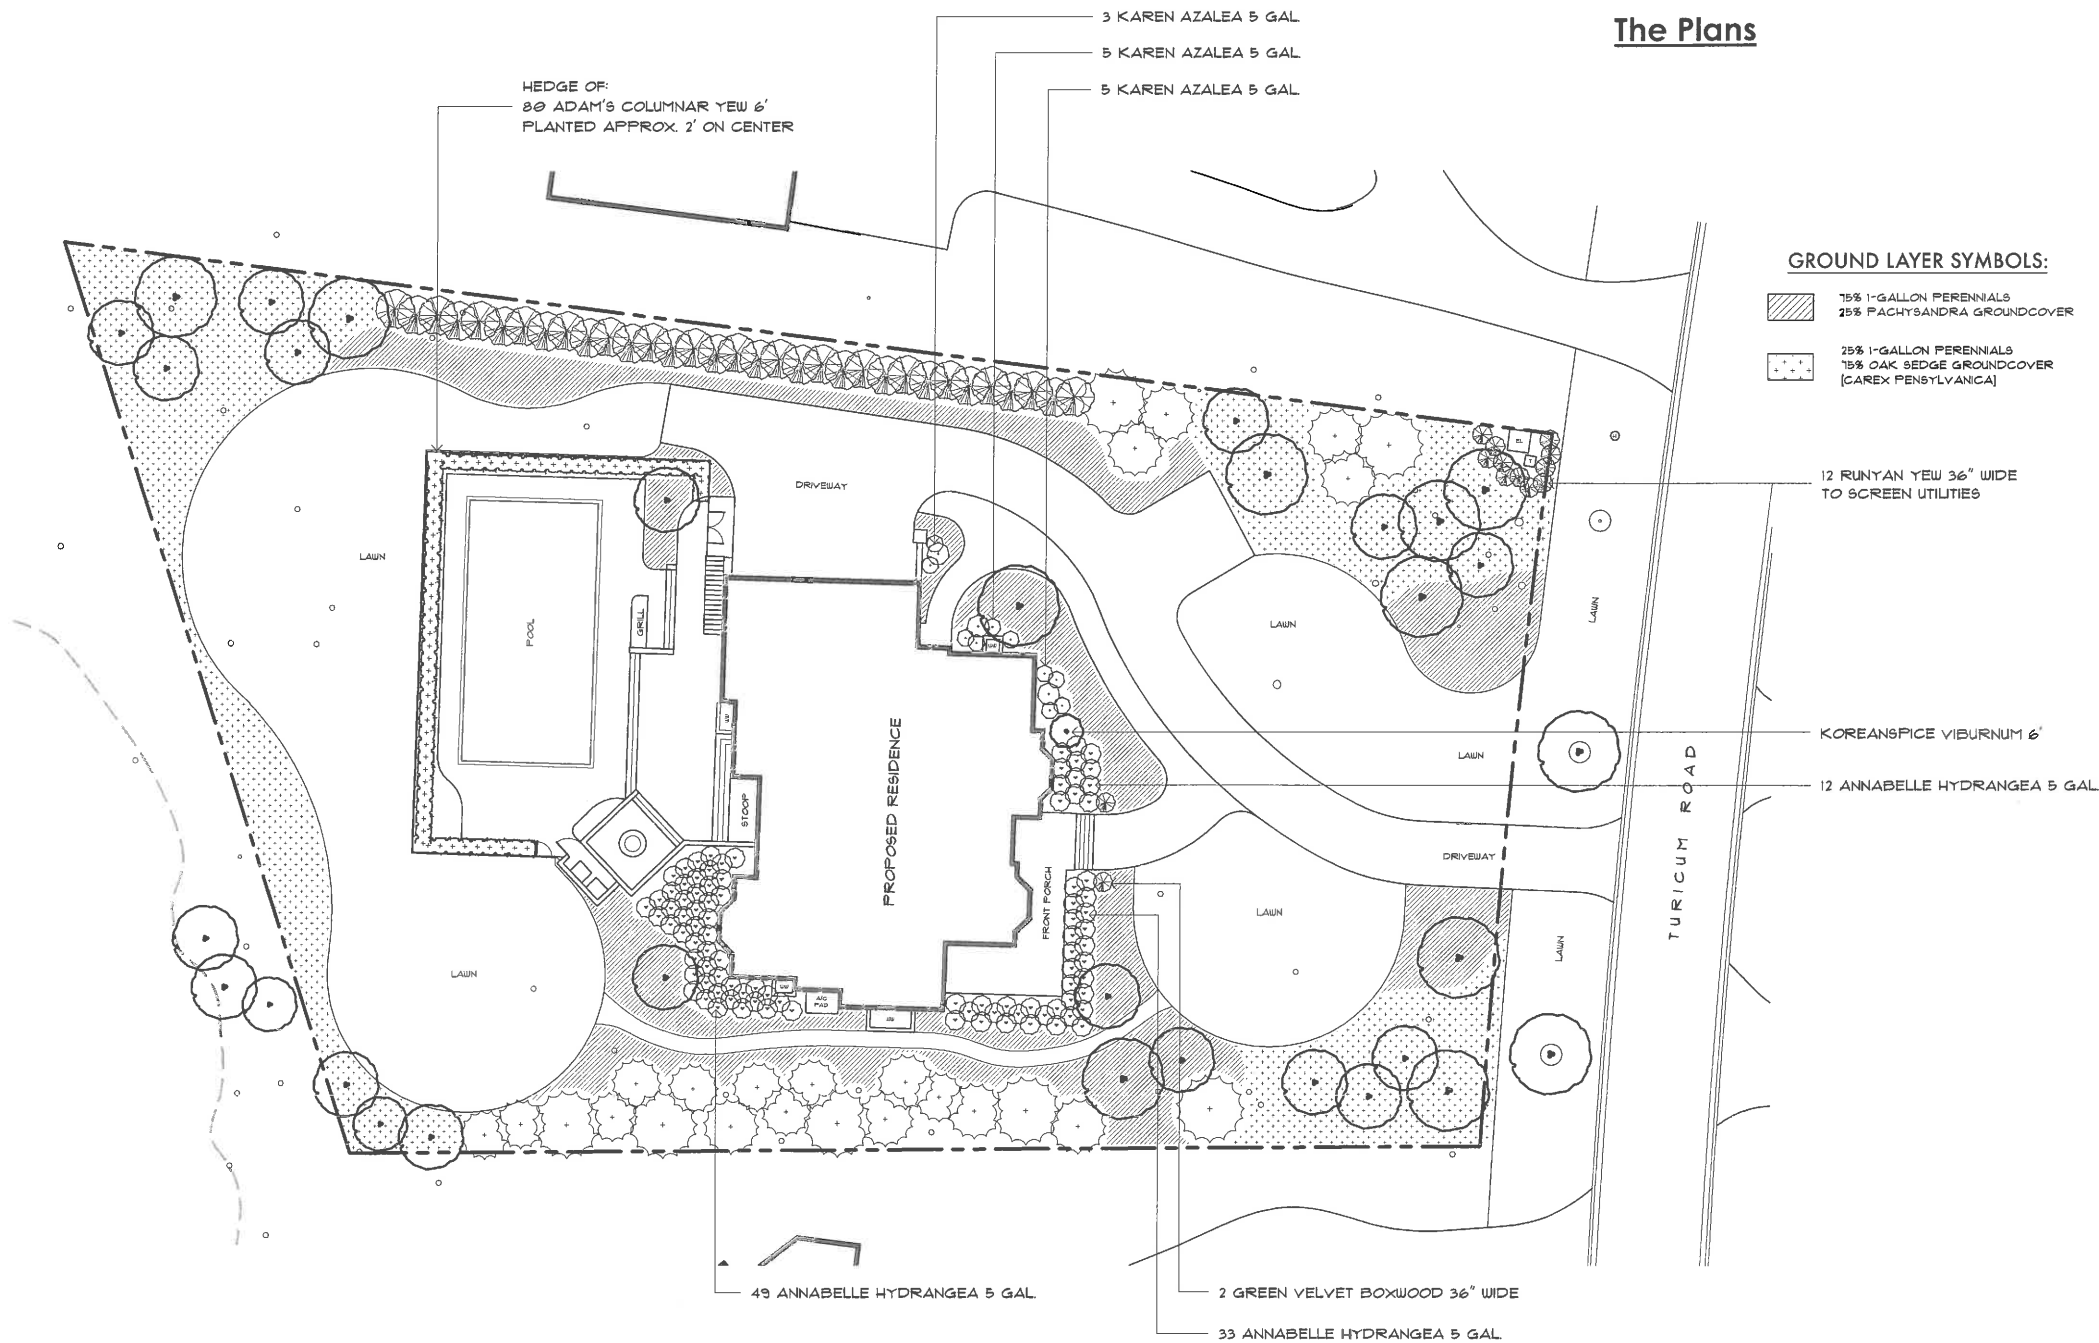 The Plans
3 KAREN AZALEA 5 GAL.
5 KAREN AZALEA 5 GAL.
5 KAREN AZALEA 5 GAL.
HEDGE OF:
80 ADAM'S COLUMNAR YEW 6'
PLANTED APPROX. 2' ON CENTER
GROUND LAYER SYMBOLS:
75% 1-GALLON PERENNIALS
25% PACHYSANDRA GROUNDCOVER
25% 1-GALLON PERENNIALS
75% OAK SEDGE GROUNDCOVER
[CAREX PENSYLVANICA]
EL
T
12 RUNYAN YEW 36" WIDE
TO SCREEN UTILITIES
DRIVEWAY
LAWN
POOL
GRILL
LAWN
LAWN
PROPOSED RESIDENCE
KOREANSPICE VIBURNUM 6'
LAWN
TURICUM ROAD
12 ANNABELLE HYDRANGEA 5 GAL.
STOOP
DRIVEWAY
FRONT PORCH
LAWN
LAWN
LAWN
A/C
PAD
49 ANNABELLE HYDRANGEA 5 GAL.
2 GREEN VELVET BOXWOOD 36" WIDE
33 ANNABELLE HYDRANGEA 5 GAL.